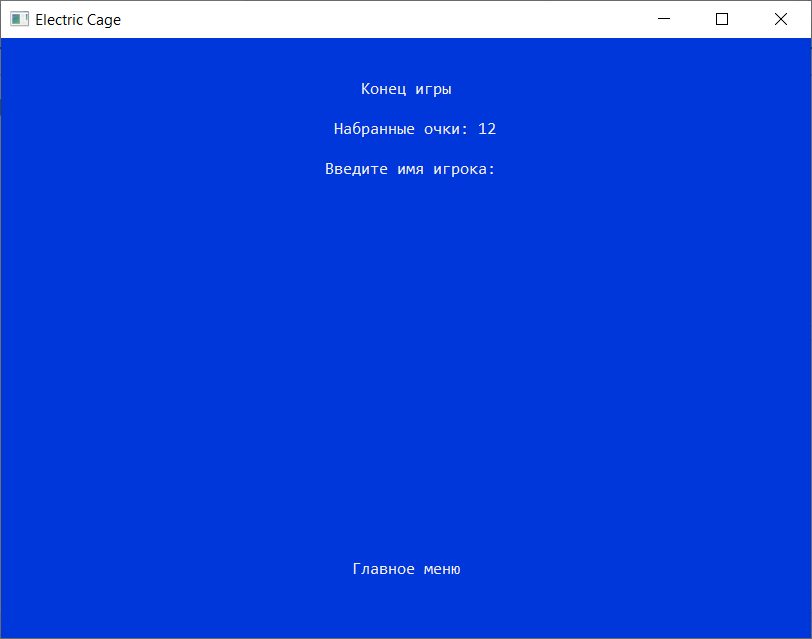 Electric Cage
Конец игры
Набранные очки: 12
Введите имя игрока:
Главное меню